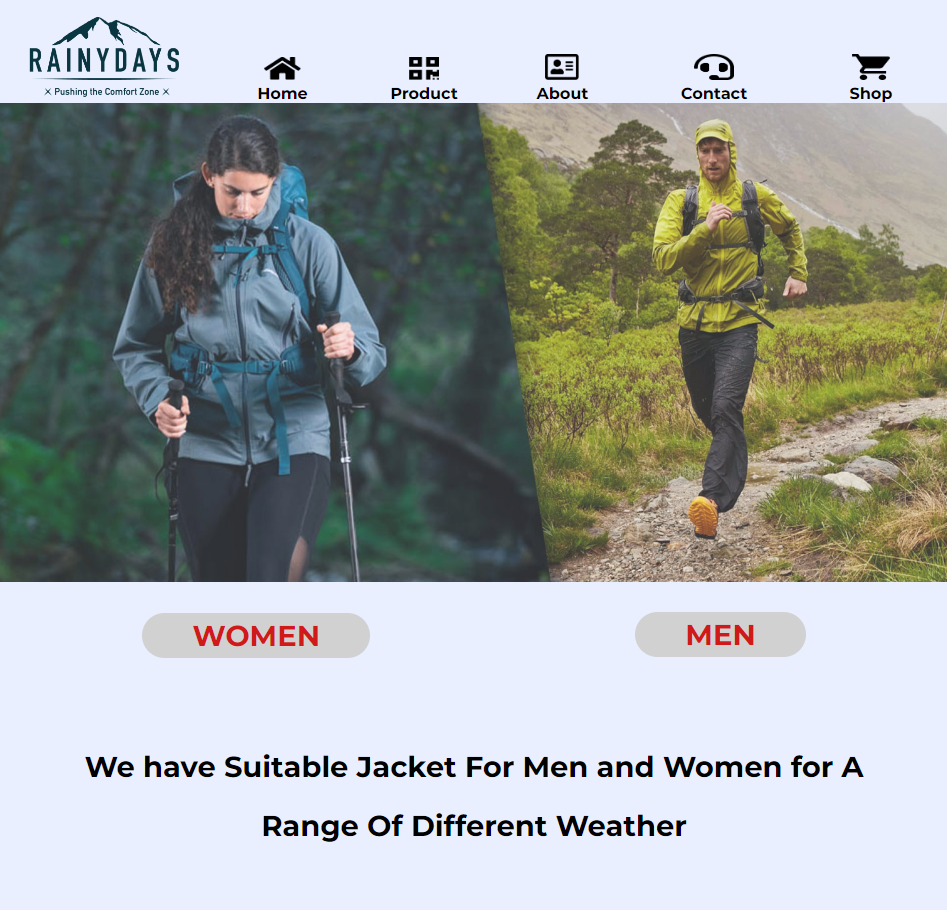 RAINYDAYS
Pushing the Comfort Zone
Home
Product
About
Contact
Shop
WOMEN
MEN
We have Suitable Jacket For Men and Women for A
Range Of Different Weather